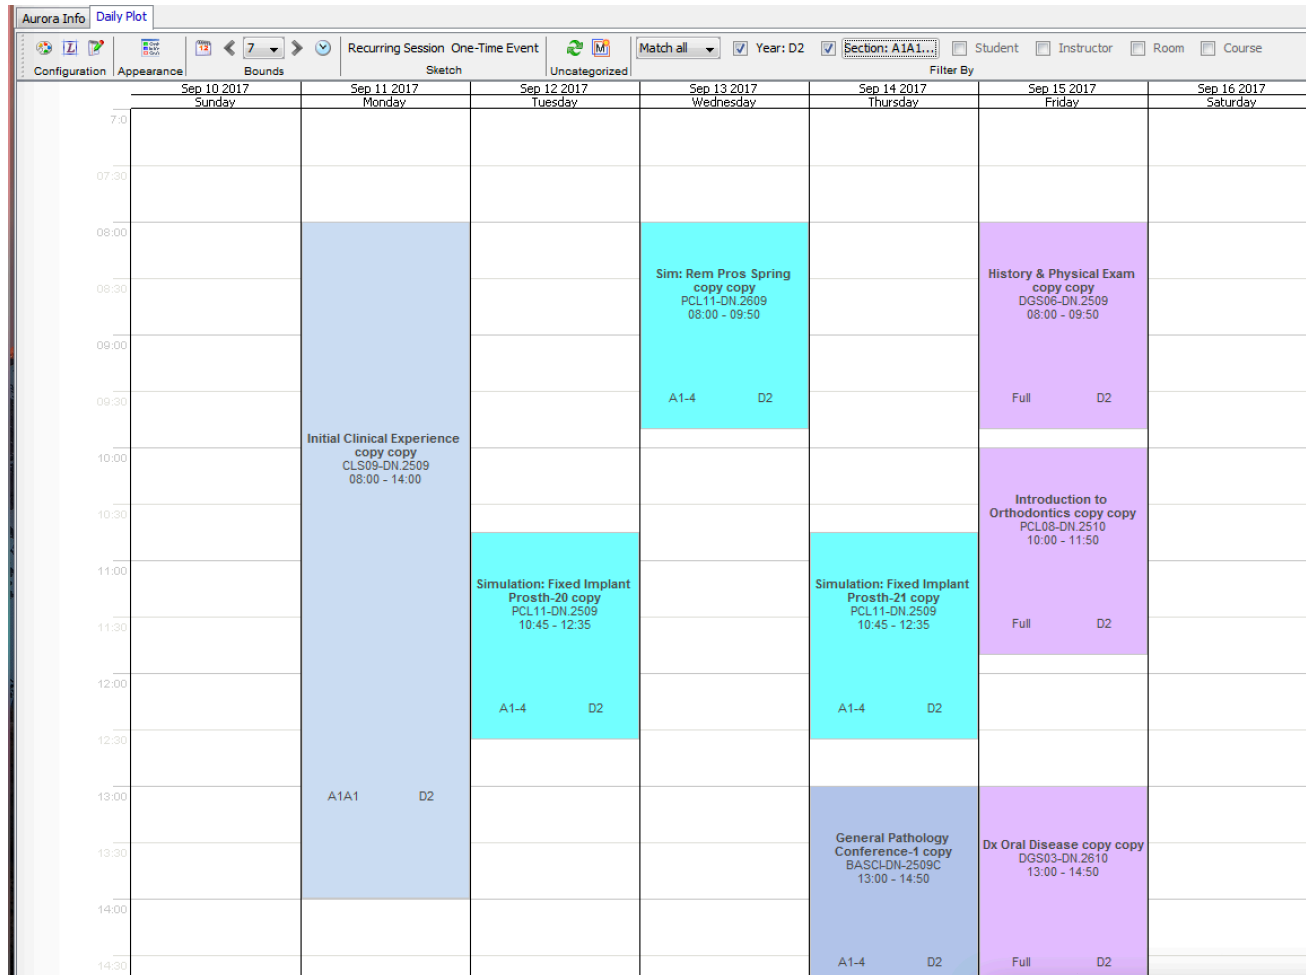 Aurora Info Daily Plot
7 Recurring Session One-Time Event Match all Year: D2 Section: A1A1... Student Instructor Room Course
Configuration Appearance Bounds Sketch Uncategorized Filter By
Sep 10 2017 Sep 11 2017 Sep 12 2017 Sep 13 2017 Sep 14 2017 Sep 15 2017 Sep 16 2017
Sunday Monday Tuesday Wednesday Thursday Friday Saturday
7:0
07:30
08:00
08:30
09:00
09:30
10:00
10:30
11:00
11:30
12:00
12:30
13:00
13:30
14:00
14:30
Initial Clinical Experience
copy copy
CLS09-DN.2509
08:00 - 14:00
A1A1 D2
Simulation: Fixed Implant
Prosth-20 copy
PCL11-DN.2509
10:45 - 12:35
A1-4 D2
Sim: Rem Pros Spring
copy copy
PCL11-DN.2609
08:00 - 09:50
A1-4 D2
Simulation: Fixed Implant
Prosth-21 copy
PCL11-DN.2509
10:45 - 12:35
A1-4 D2
General Pathology
Conference-1 copy
BASCI-DN-2509C
13:00 - 14:50
A1-4 D2
History & Physical Exam
copy copy
DGS06-DN.2509
08:00 - 09:50
Full D2
Introduction to
Orthodontics copy copy
PCL08-DN.2510
10:00 - 11:50
Full D2
Dx Oral Disease copy copy
DGS03-DN.2610
13:00 - 14:50
Full D2